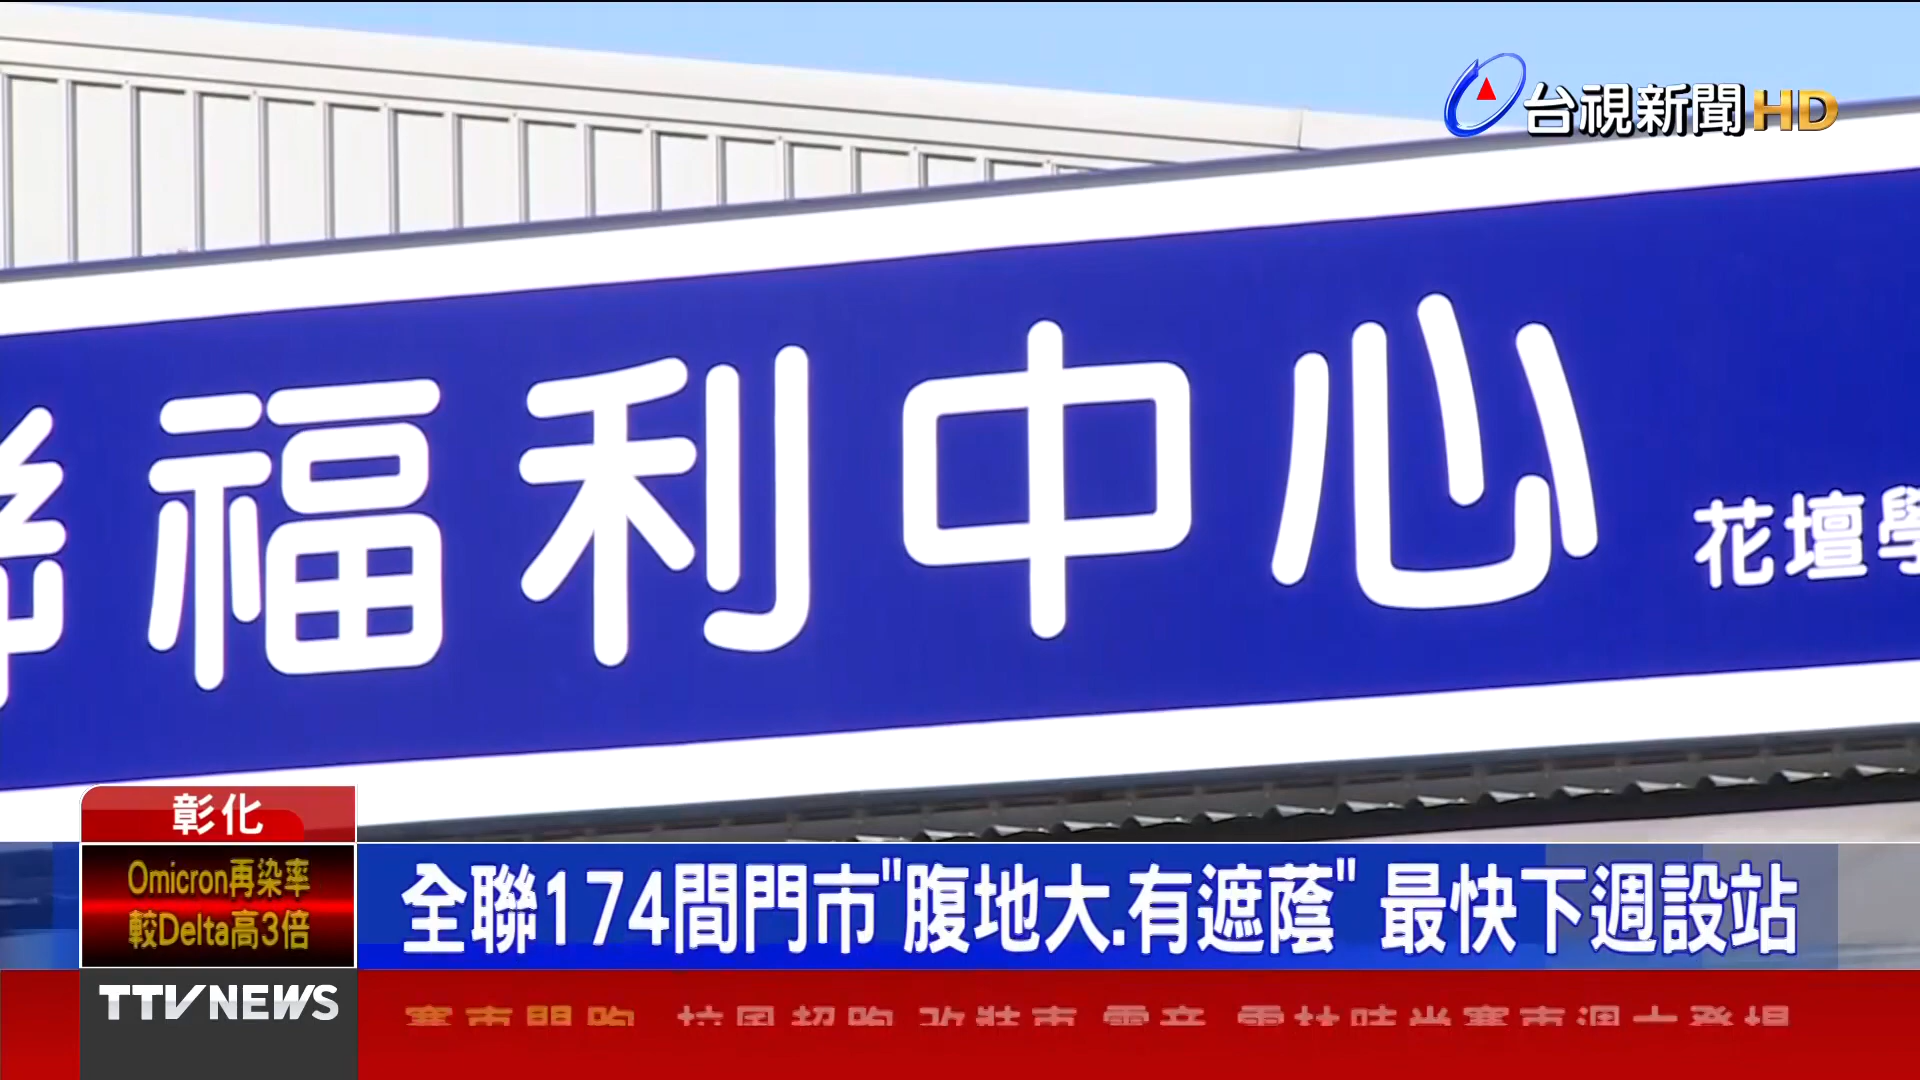 台視新聞HD
聯福利中心 花壇學
彰化
Omicron再染率
較Delta高3倍
全聯174間門市"腹地大.有遮蔭" 最快下週設站
TTV NEWS